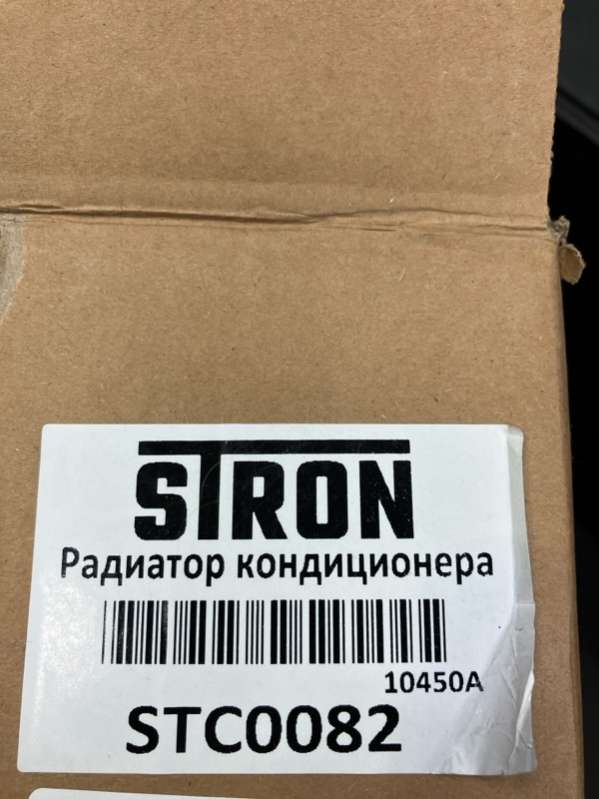 STRON
Радиатор кондиционера
10450A
STC0082